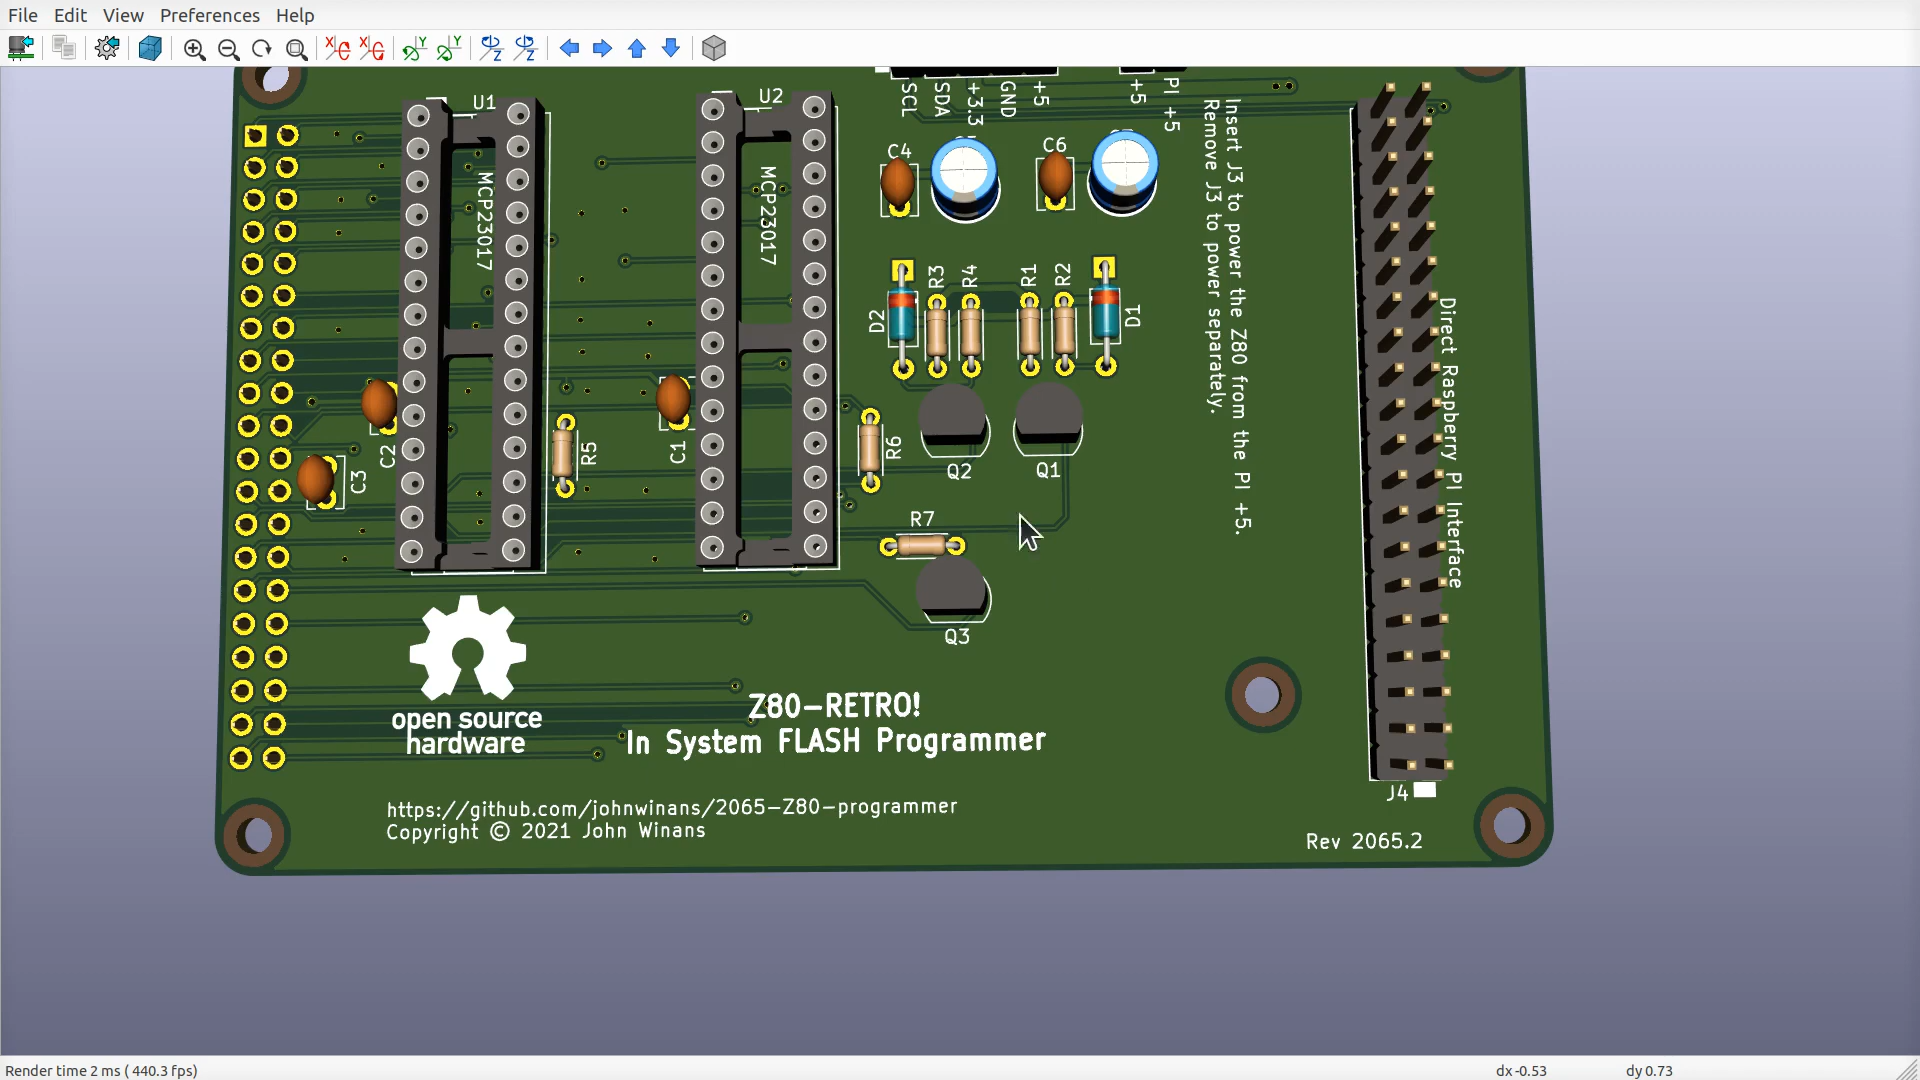 File Edit View Preferences Help
U1
U2
MCP23017
MCP23017
SCL
SDA
+3.3
GND
+5
+5
PI +5
C4
C6
Insert J3 to power the Z80 from the PI +5.
Remove J3 to power separately.
D2
R3
R4
R1
R2
D1
Direct Raspberry PI Interface
C2
C3
R5
C1
R6
Q2
Q1
R7
Q3
open source
hardware
Z80-RETRO!
In System FLASH Programmer
https://github.com/johnwinans/2065-Z80-programmer
Copyright © 2021 John Winans
J4
Rev 2065.2
Render time 2 ms ( 440.3 fps)
dx -0.53
dy 0.73